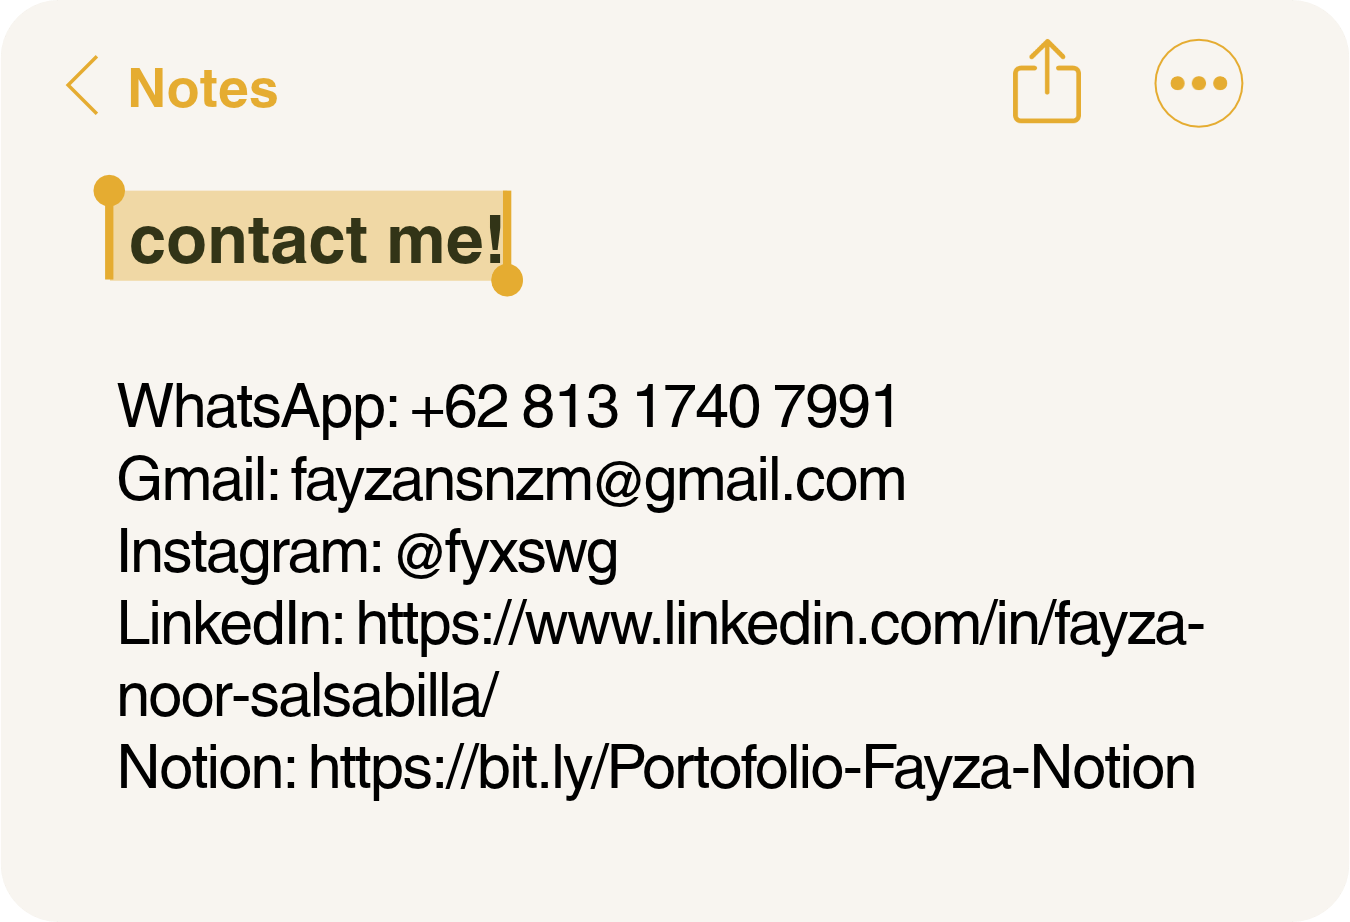 Notes
contact me!
WhatsApp: +62 813 1740 7991
Gmail: fayzansnzm@gmail.com
Instagram: @fyxswg
LinkedIn: https://www.linkedin.com/in/fayza-
noor-salsabilla/
Notion: https://bit.ly/Portofolio-Fayza-Notion